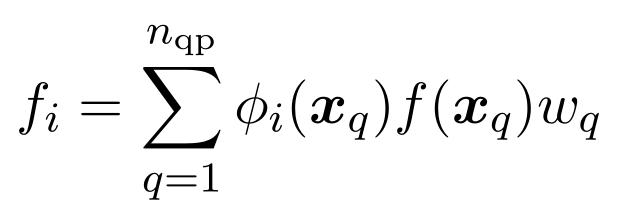 f_i = \sum_{q=1}^{n_{\mathrm{qp}}} \phi_i(\boldsymbol{x}_q) f(\boldsymbol{x}_q) w_q